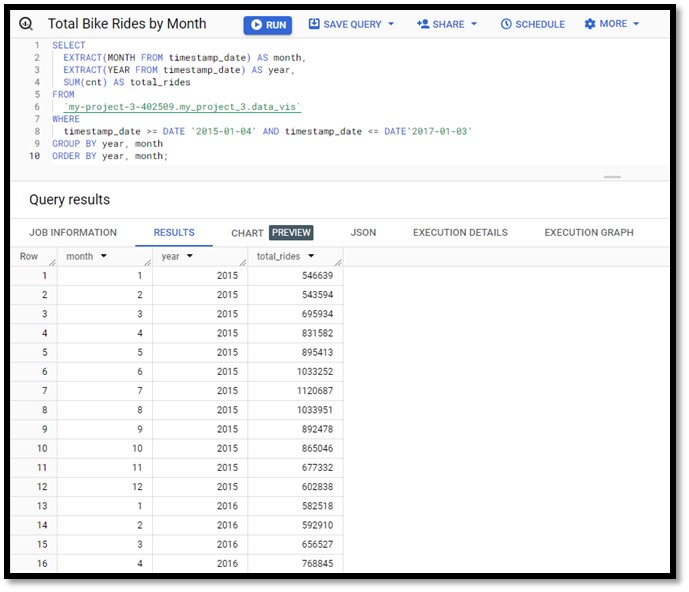 Total Bike Rides by Month RUN SAVE QUERY SHARE SCHEDULE MORE
1 SELECT
2 EXTRACT(MONTH FROM timestamp_date) AS month,
3 EXTRACT(YEAR FROM timestamp_date) AS year,
4 SUM(cnt) AS total_rides
5 FROM
6 `my-project-3-402509.my_project_3.data_vis`
7 WHERE
8 timestamp_date >= DATE '2015-01-04' AND timestamp_date <= DATE'2017-01-03'
9 GROUP BY year, month
10 ORDER BY year, month;
Query results
JOB INFORMATION RESULTS CHART PREVIEW JSON EXECUTION DETAILS EXECUTION GRAPH
Row month year total_rides
1 1 2015 546639
2 2 2015 543594
3 3 2015 695934
4 4 2015 831582
5 5 2015 895413
6 6 2015 1033252
7 7 2015 1120687
8 8 2015 1033951
9 9 2015 892478
10 10 2015 865046
11 11 2015 677332
12 12 2015 602838
13 1 2016 582518
14 2 2016 592910
15 3 2016 656527
16 4 2016 768845